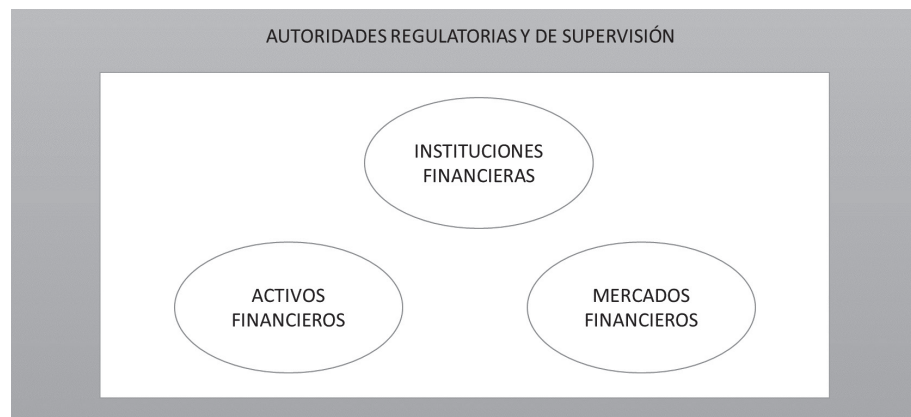 AUTORIDADES REGULATORIAS Y DE SUPERVISIÓN
INSTITUCIONES
FINANCIERAS
ACTIVOS
FINANCIEROS
MERCADOS
FINANCIEROS